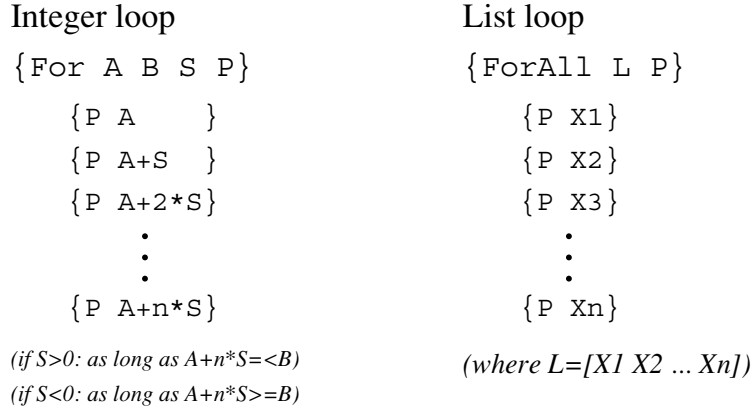 Integer loop
{For A B S P}
{P A }
{P A+S }
{P A+2*S}
.
.
.
{P A+n*S}
(if S>0: as long as A+n*S=<B)
(if S<0: as long as A+n*S>=B)
List loop
{ForAll L P}
{P X1}
{P X2}
{P X3}
.
.
.
{P Xn}
(where L=[X1 X2 ... Xn])